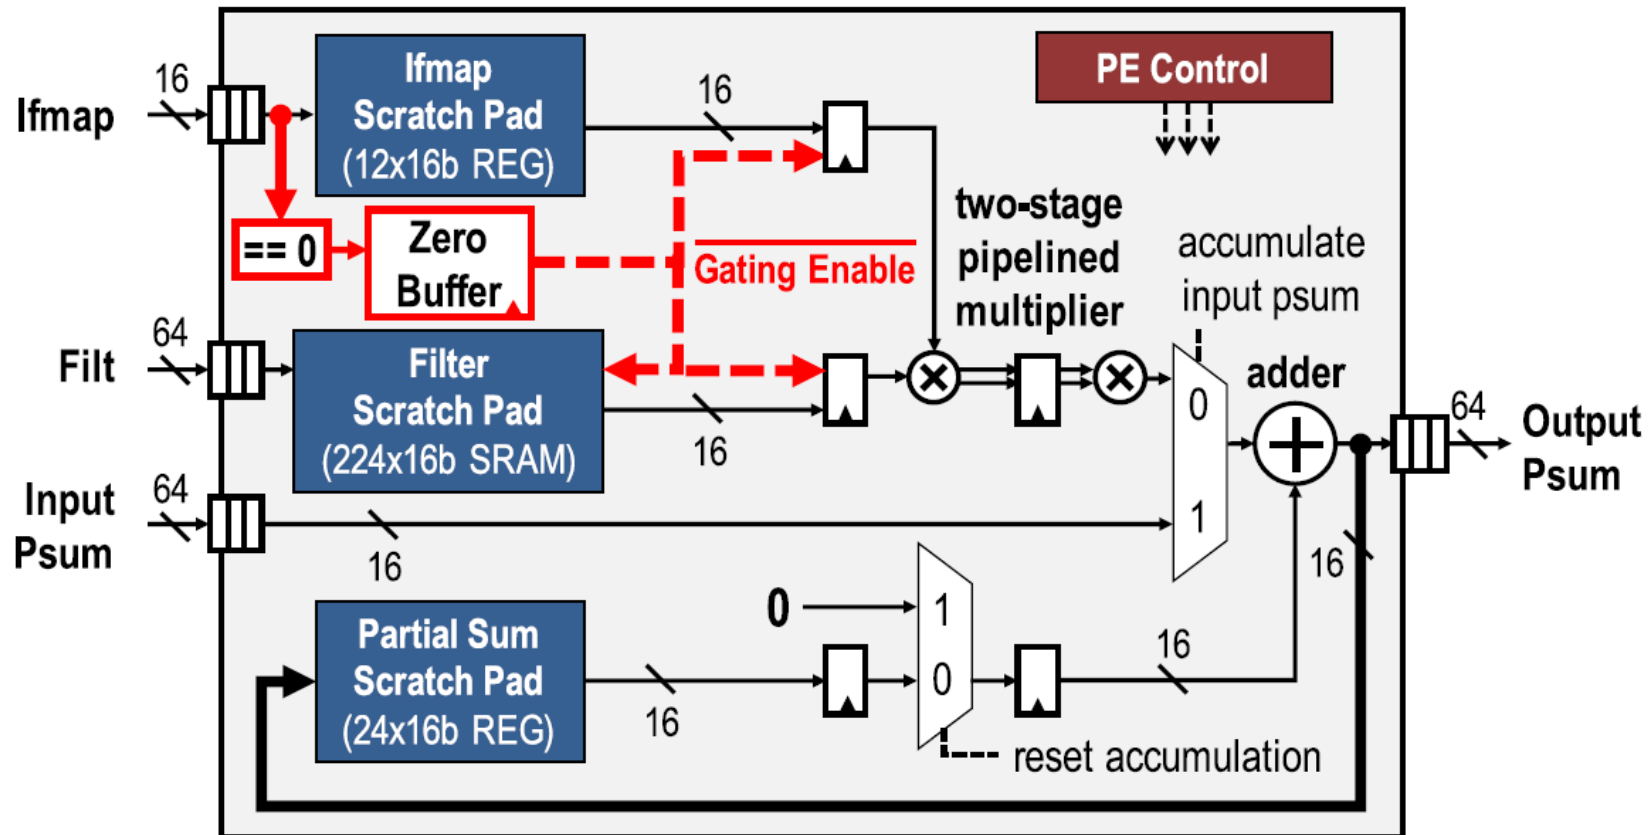 Ifmap
16
Ifmap
Scratch Pad
(12x16b REG)
16
PE Control
== 0
Zero
Buffer
Gating Enable
two-stage
pipelined
multiplier
accumulate
input psum
Filt
64
Filter
Scratch Pad
(224x16b SRAM)
16
0
1
adder
64
Output
Psum
Input
Psum
64
16
16
Partial Sum
Scratch Pad
(24x16b REG)
16
0
1
0
16
reset accumulation